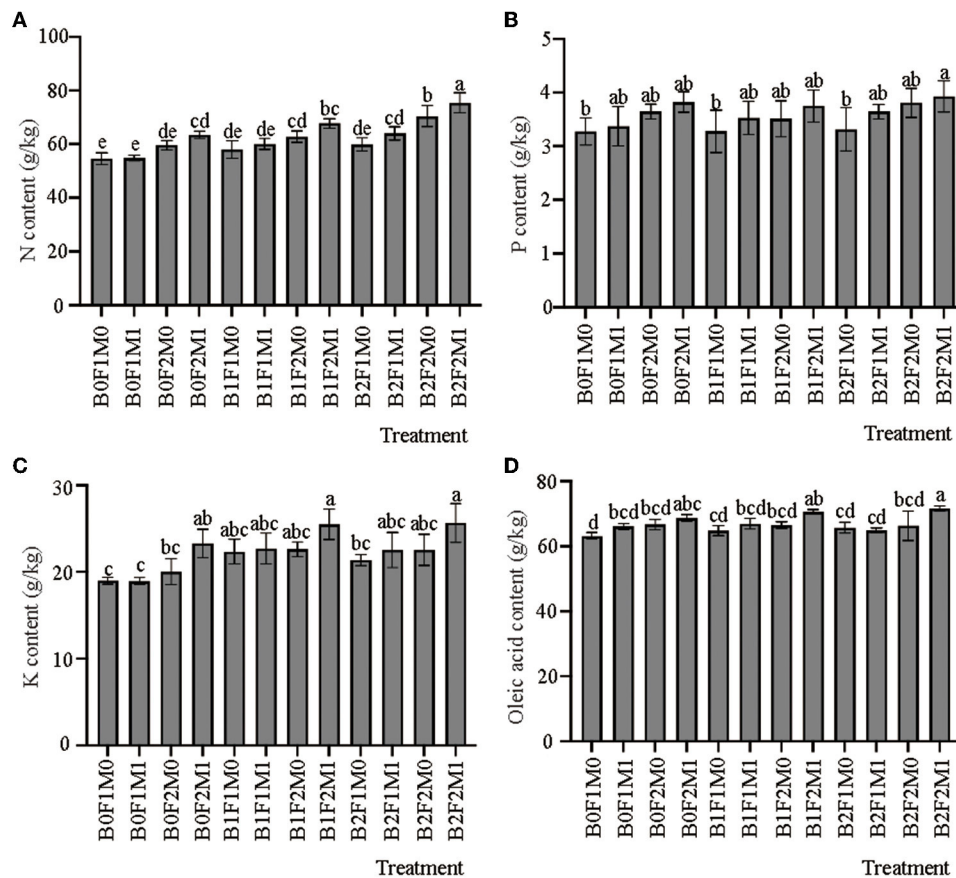 A
N content (g/kg)
100
80
60
40
20
0
e e de cd de de cd bc de cd b a
B0F1M0 B0F1M1 B0F2M0 B0F2M1 B1F1M0 B1F1M1 B1F2M0 B1F2M1 B2F1M0 B2F1M1 B2F2M0 B2F2M1
Treatment
B
P content (g/kg)
5
4
3
2
1
0
b ab ab ab b ab ab ab b ab ab a
B0F1M0 B0F1M1 B0F2M0 B0F2M1 B1F1M0 B1F1M1 B1F2M0 B1F2M1 B2F1M0 B2F1M1 B2F2M0 B2F2M1
Treatment
C
K content (g/kg)
30
20
10
0
c c bc ab abc abc abc a bc abc abc a
B0F1M0 B0F1M1 B0F2M0 B0F2M1 B1F1M0 B1F1M1 B1F2M0 B1F2M1 B2F1M0 B2F1M1 B2F2M0 B2F2M1
Treatment
D
Oleic acid content (g/kg)
80
60
40
20
0
d bcd bcd abc cd bcd bcd ab cd cd bcd a
B0F1M0 B0F1M1 B0F2M0 B0F2M1 B1F1M0 B1F1M1 B1F2M0 B1F2M1 B2F1M0 B2F1M1 B2F2M0 B2F2M1
Treatment